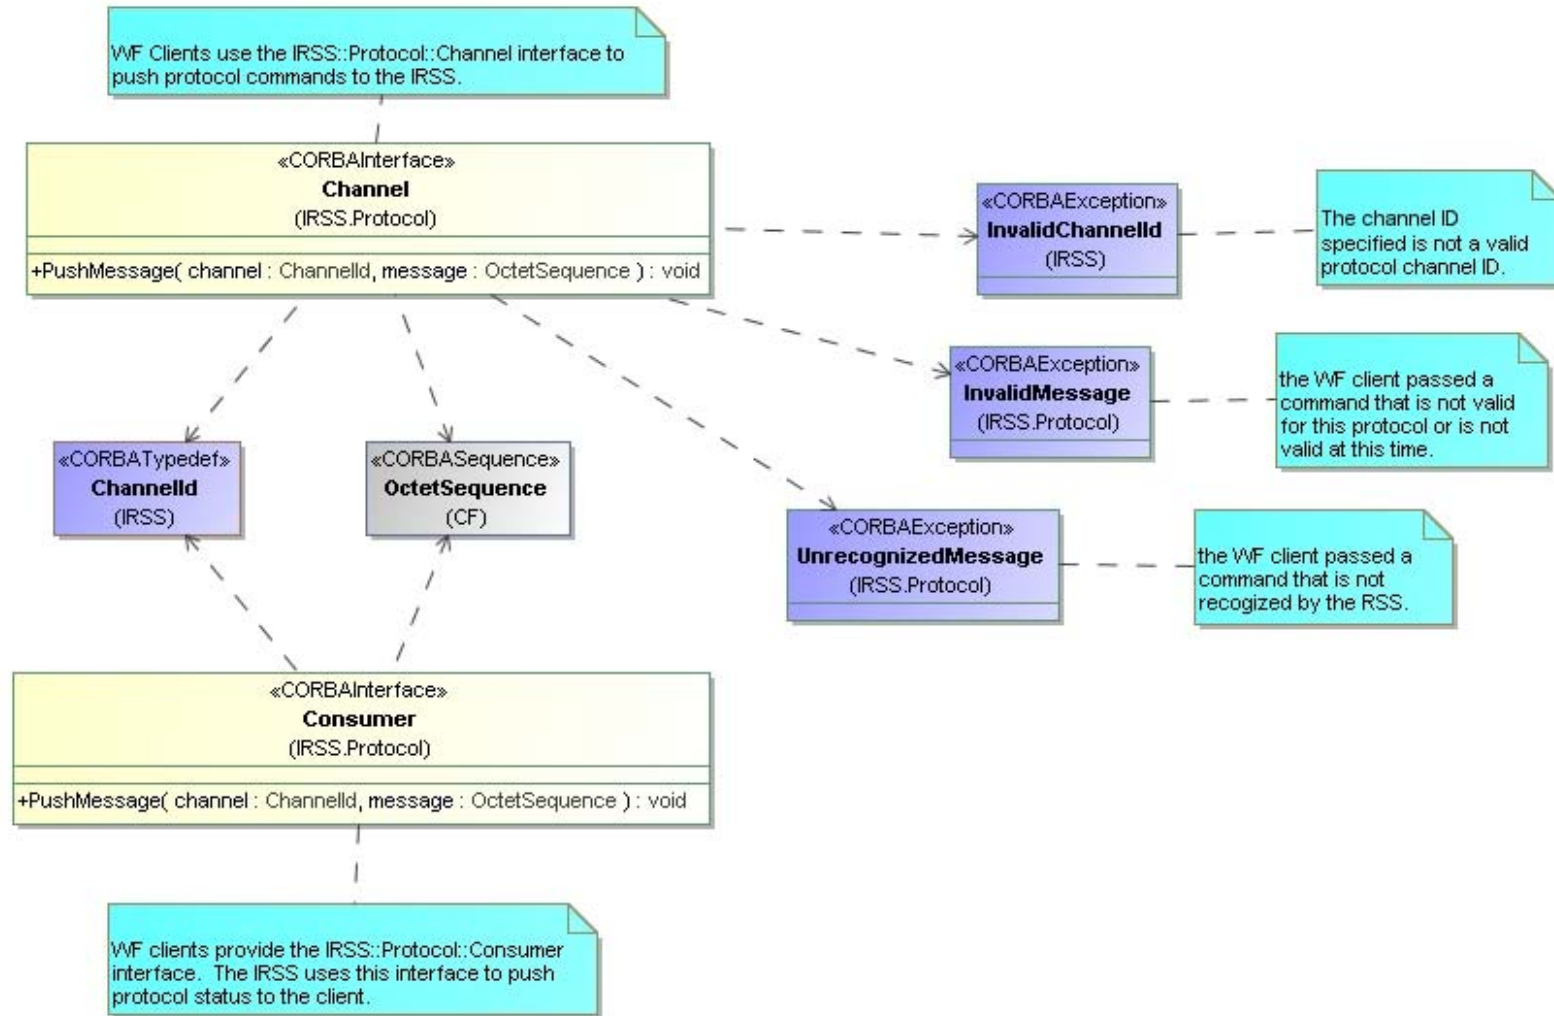 WF Clients use the IRSS::Protocol::Channel interface to
push protocol commands to the IRSS.
«CORBAInterface»
Channel
(IRSS.Protocol)
+PushMessage( channel : ChannelId, message : OctetSequence ) : void
«CORBAException»
InvalidChannelId
(IRSS)
The channel ID
specified is not a valid
protocol channel ID.
«CORBAException»
InvalidMessage
(IRSS.Protocol)
the WF client passed a
command that is not valid
for this protocol or is not
valid at this time.
«CORBATypedef»
ChannelId
(IRSS)
«CORBASequence»
OctetSequence
(CF)
«CORBAException»
UnrecognizedMessage
(IRSS.Protocol)
the WF client passed a
command that is not
recogized by the RSS.
«CORBAInterface»
Consumer
(IRSS.Protocol)
+PushMessage( channel : ChannelId, message : OctetSequence ) : void
WF clients provide the IRSS::Protocol::Consumer
interface.  The IRSS uses this interface to push
protocol status to the client.